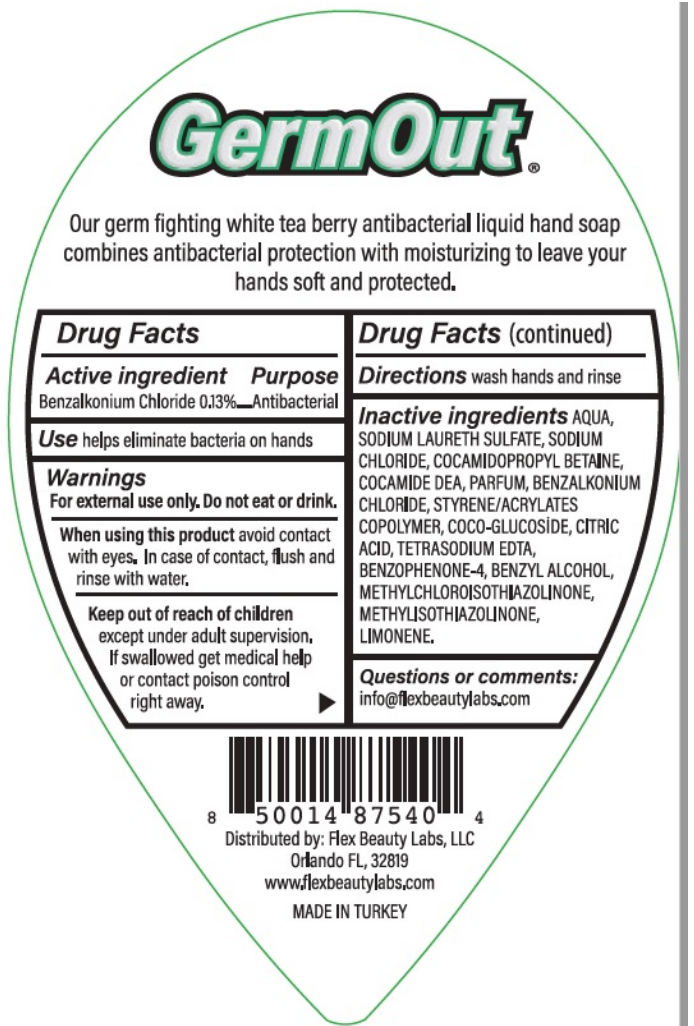 GermOut®
Our germ fighting white tea berry antibacterial liquid hand soap
combines antibacterial protection with moisturizing to leave your
hands soft and protected.
Drug Facts
Active ingredient Purpose
Benzalkonium Chloride 0.13%....Antibacterial
Use helps eliminate bacteria on hands
Warnings
For external use only. Do not eat or drink.
When using this product avoid contact
with eyes. In case of contact, flush and
rinse with water.
Keep out of reach of children
except under adult supervision.
If swallowed get medical help
or contact poison control
right away.
Drug Facts (continued)
Directions wash hands and rinse
Inactive ingredients AQUA,
SODIUM LAURETH SULFATE, SODIUM
CHLORIDE, COCAMIDOPROPYL BETAINE,
COCAMIDE DEA, PARFUM, BENZALKONIUM
CHLORIDE, STYRENE/ACRYLATES
COPOLYMER, COCO-GLUCOSİDE, CITRIC
ACID, TETRASODIUM EDTA,
BENZOPHENONE-4, BENZYL ALCOHOL,
METHYLCHLOROISOTHIAZOLINONE,
METHYLISOTHIAZOLINONE,
LIMONENE.
Questions or comments:
info@flexbeautylabs.com
8 50014 87540 4
Distributed by: Flex Beauty Labs, LLC
Orlando FL, 32819
www.flexbeautylabs.com
MADE IN TURKEY